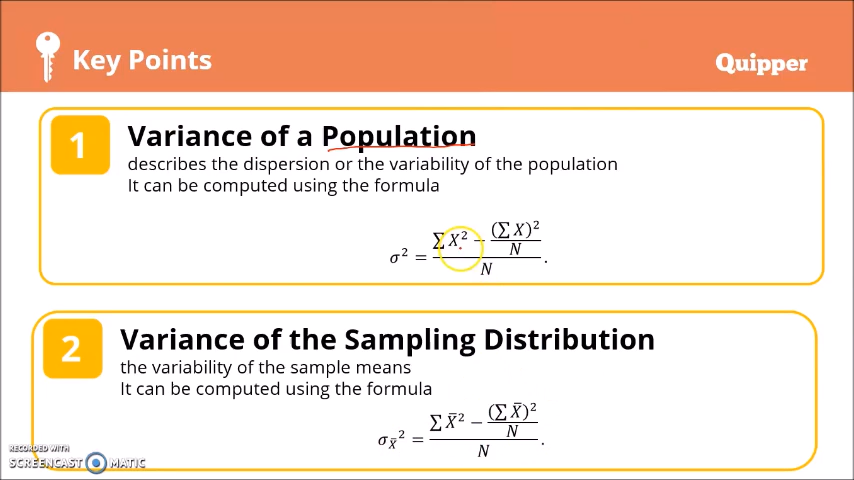 Key Points
Quipper
1
Variance of a Population
describes the dispersion or the variability of the population
It can be computed using the formula
σ² = (∑ X² − (∑ X)²/N)/N.
2
Variance of the Sampling Distribution
the variability of the sample means
It can be computed using the formula
σ_X̄² = (∑ X̄² − (∑ X̄)²/N)/N.
RECORDED WITH
SCREENCAST MATIC